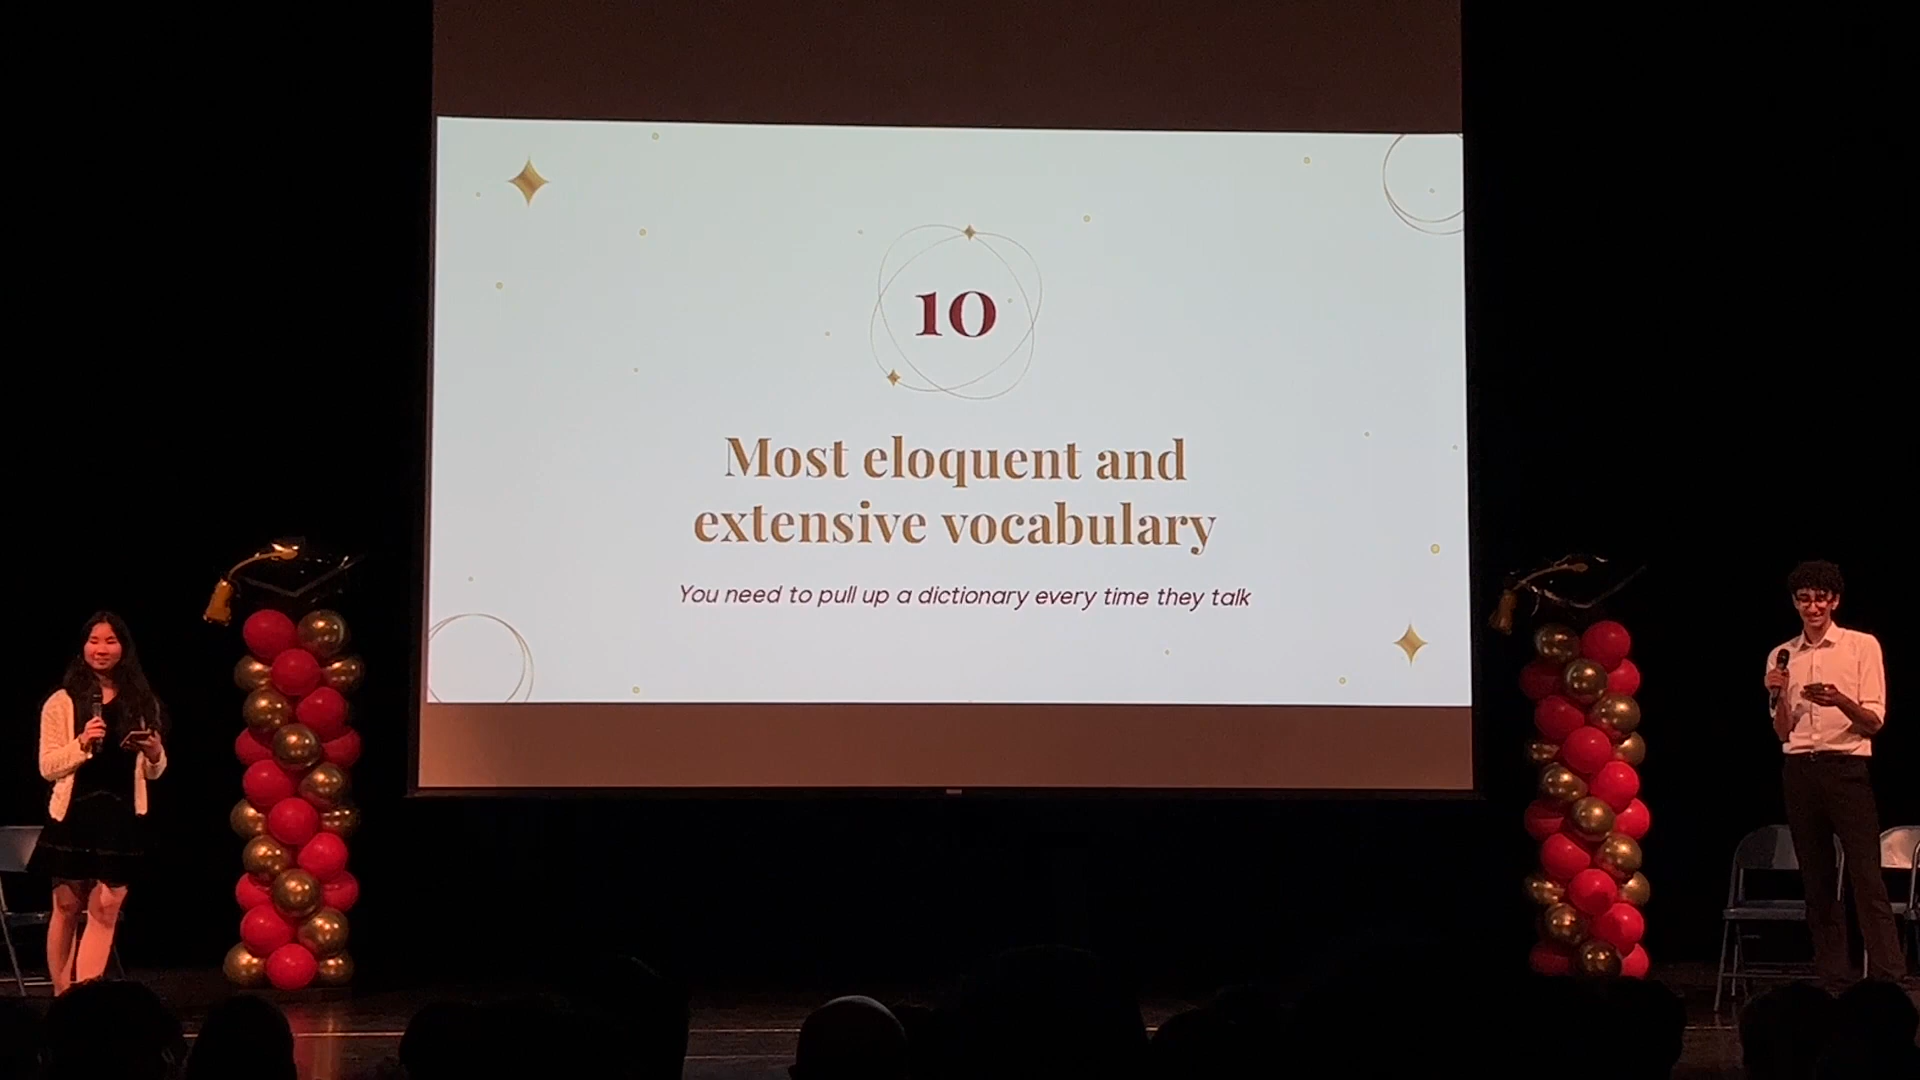 10
Most eloquent and
extensive vocabulary
You need to pull up a dictionary every time they talk